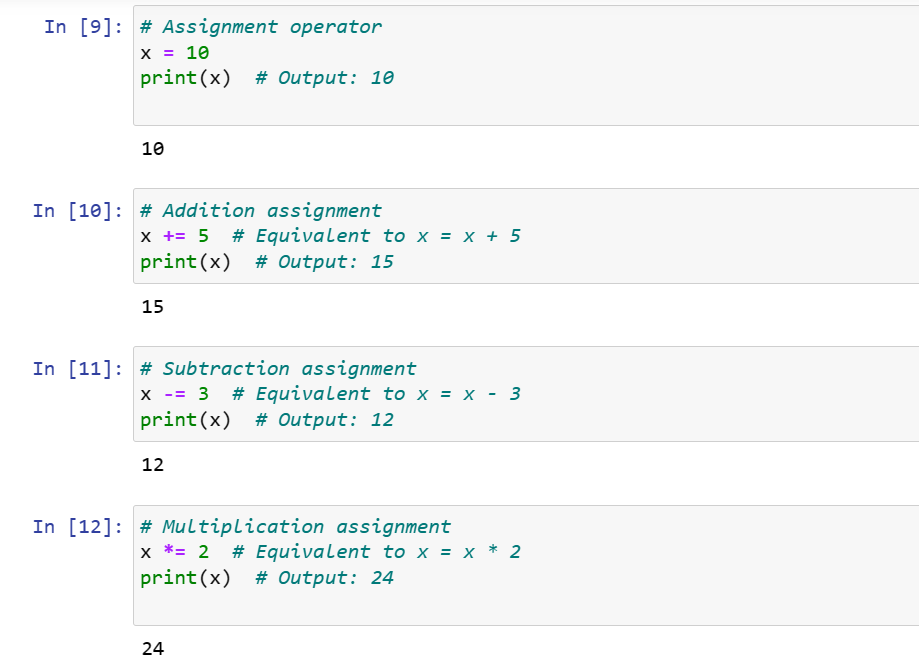 In [9]: # Assignment operator
x = 10
print(x)  # Output: 10
10
In [10]: # Addition assignment
x += 5  # Equivalent to x = x + 5
print(x)  # Output: 15
15
In [11]: # Subtraction assignment
x -= 3  # Equivalent to x = x - 3
print(x)  # Output: 12
12
In [12]: # Multiplication assignment
x *= 2  # Equivalent to x = x * 2
print(x)  # Output: 24
24